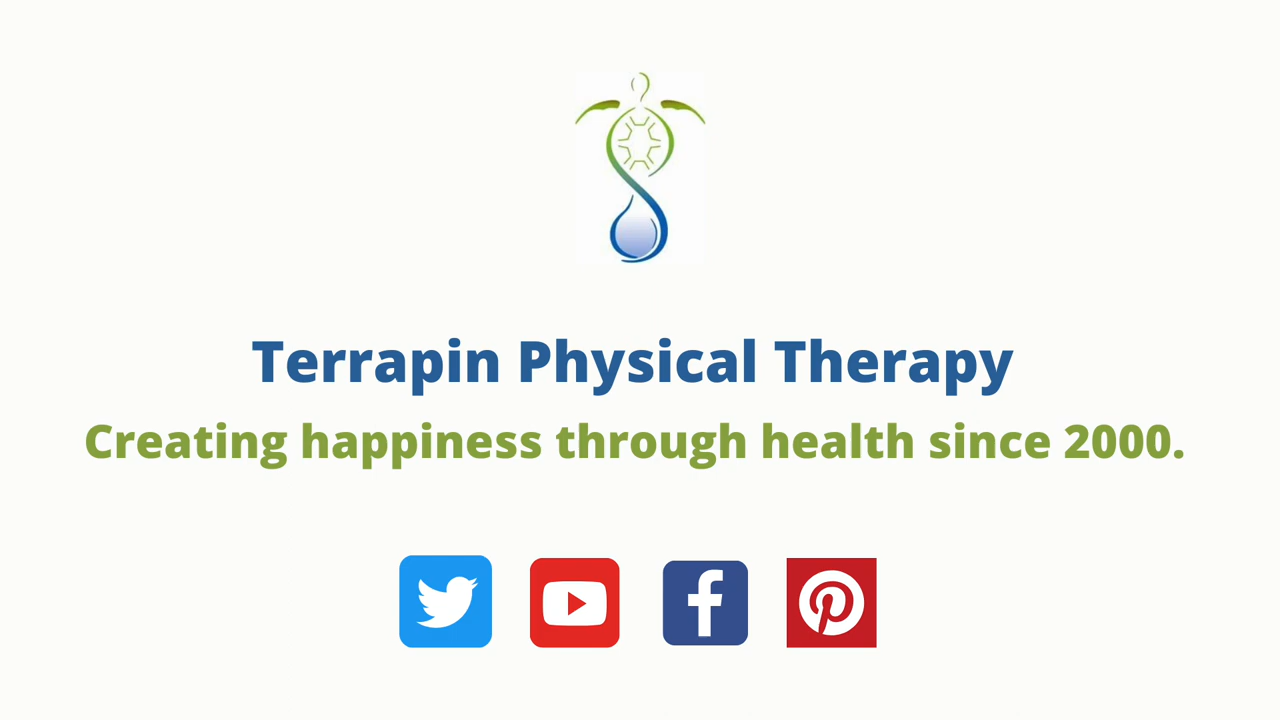 Terrapin Physical Therapy
Creating happiness through health since 2000.